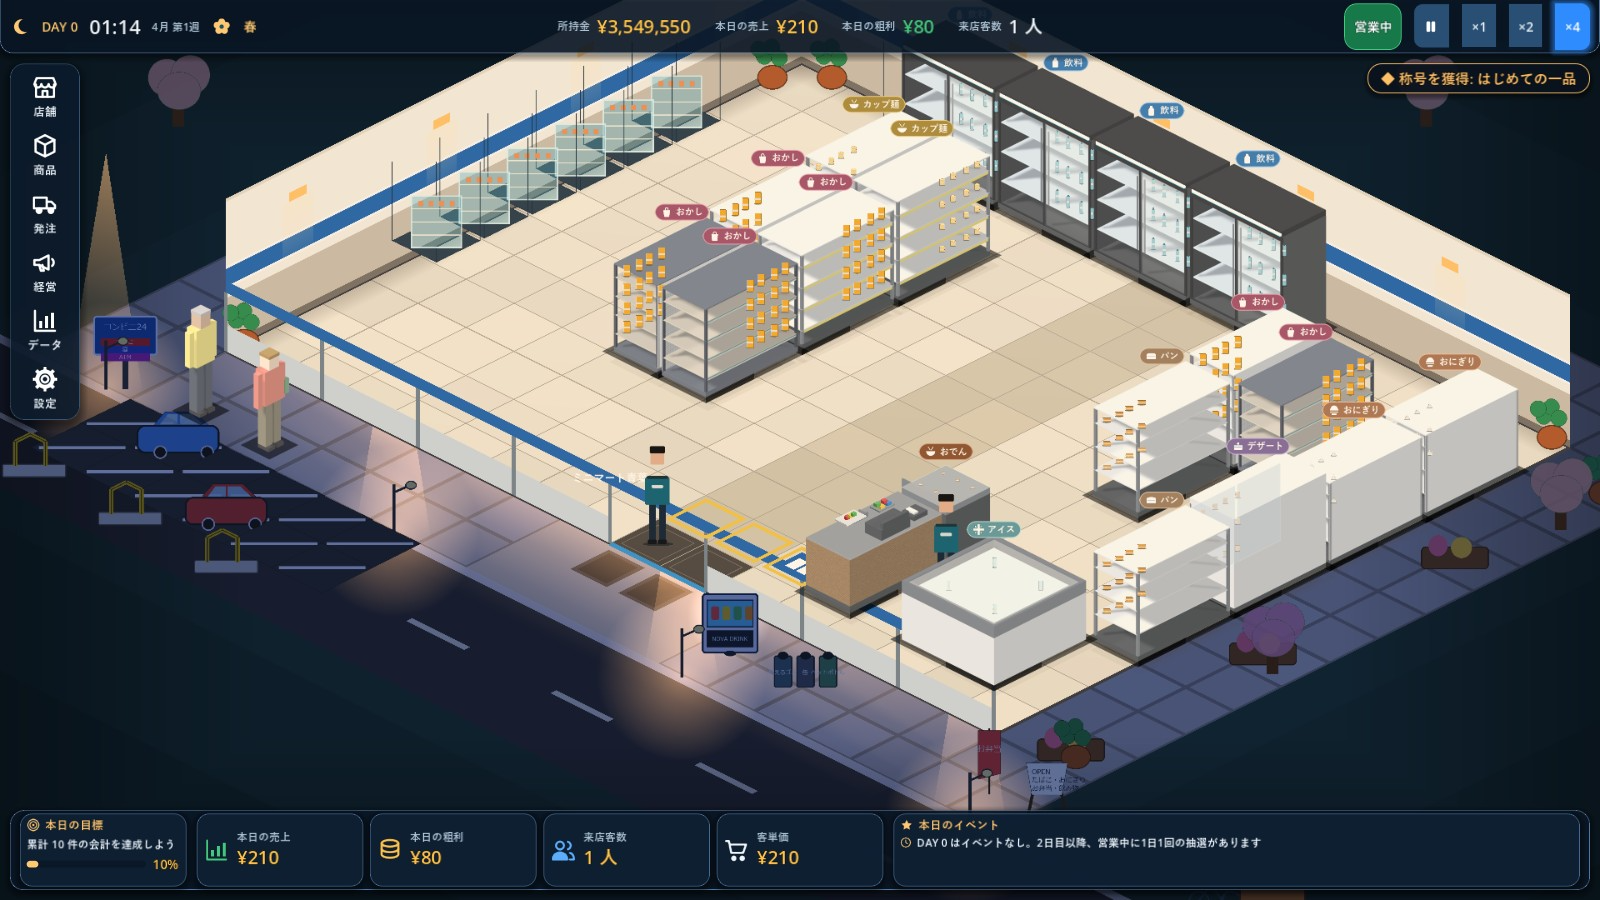 DAY 0 01:14 4月 第1週 春
所持金 ¥3,549,550 本日の売上 ¥210 本日の粗利 ¥80 来店客数 1 人
営業中 ×1 ×2 ×4
◆ 称号を獲得: はじめての一品
店舗
商品
発注
経営
データ
設定
飲料
飲料
飲料
カップ麺
カップ麺
おかし
おかし
おかし
おかし
おかし
おかし
パン
おにぎり
おにぎり
デザート
パン
おでん
アイス
コンビニ24
ATM
NOVA DRINK
OPEN
本日の目標
累計 10 件の会計を達成しよう
10%
本日の売上
¥210
本日の粗利
¥80
来店客数
1 人
客単価
¥210
本日のイベント
DAY 0 はイベントなし。2日目以降、営業中に1日1回の抽選があります